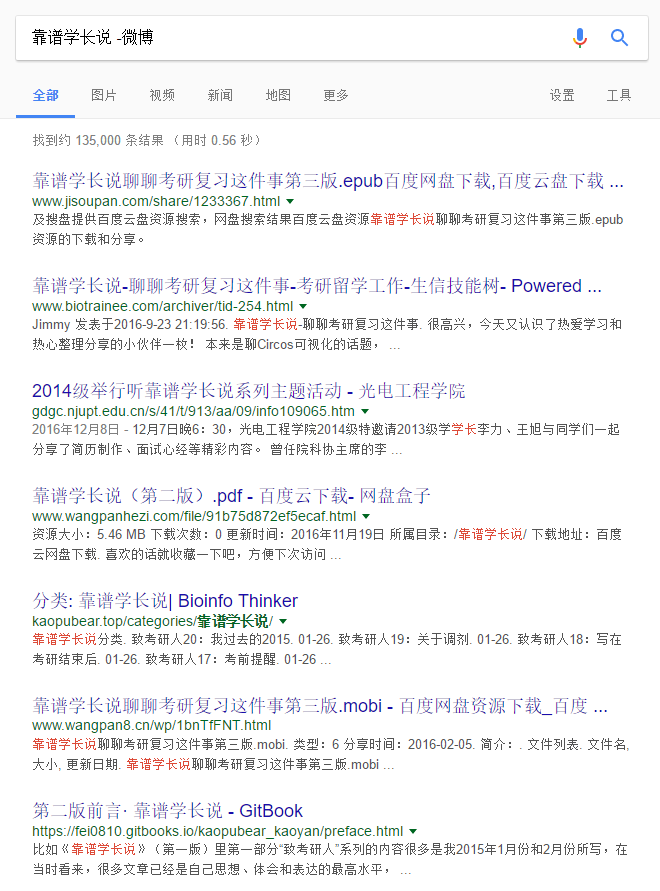 靠谱学长说 -微博
全部 图片 视频 新闻 地图 更多 设置 工具
找到约 135,000 条结果 （用时 0.56 秒）
靠谱学长说聊聊考研复习这件事第三版.epub百度网盘下载,百度云盘下载 ...
www.jisoupan.com/share/1233367.html
及搜盘提供百度云盘资源搜索，网盘搜索结果百度云盘资源靠谱学长说聊聊考研复习这件事第三版.epub
资源的下载和分享。
靠谱学长说-聊聊考研复习这件事-考研留学工作-生信技能树- Powered ...
www.biotrainee.com/archiver/tid-254.html
Jimmy 发表于2016-9-23 21:19:56. 靠谱学长说-聊聊考研复习这件事. 很高兴，今天又认识了热爱学习和
热心整理分享的小伙伴一枚！ 本来是聊Circos可视化的话题， ...
2014级举行听靠谱学长说系列主题活动 - 光电工程学院
gdgc.njupt.edu.cn/s/41/t/913/aa/09/info109065.htm
2016年12月8日 - 12月7日晚6：30，光电工程学院2014级特邀请2013级学学长李力、王旭与同学们一起
分享了简历制作、面试心经等精彩内容。 曾任院科协主席的李 ...
靠谱学长说（第二版）.pdf - 百度云下载- 网盘盒子
www.wangpanhezi.com/file/91b75d872ef5ecaf.html
资源大小：5.46 MB 下载次数：0 更新时间：2016年11月19日 所属目录：/靠谱学长说/ 下载地址：百度
云网盘下载. 喜欢的话就收藏一下吧，方便下次访问 ...
分类: 靠谱学长说| Bioinfo Thinker
kaopubear.top/categories/靠谱学长说/
靠谱学长说分类. 致考研人20：我过去的2015. 01-26. 致考研人19：关于调剂. 01-26. 致考研人18：写在
考研结束后. 01-26. 致考研人17：考前提醒. 01-26 ...
靠谱学长说聊聊考研复习这件事第三版.mobi - 百度网盘资源下载_百度 ...
www.wangpan8.cn/wp/1bnTfFNT.html
靠谱学长说聊聊考研复习这件事第三版.mobi. 类型：6 分享时间：2016-02-05. 简介：. 文件列表. 文件名,
大小, 更新日期. 靠谱学长说聊聊考研复习这件事第三版.mobi ...
第二版前言· 靠谱学长说 - GitBook
https://fei0810.gitbooks.io/kaopubear_kaoyan/preface.html
比如《靠谱学长说》（第一版）里第一部分“致考研人”系列的内容很多是我2015年1月份和2月份所写，在
当时看来，很多文章已经是自己思想、体会和表达的最高水平， ...